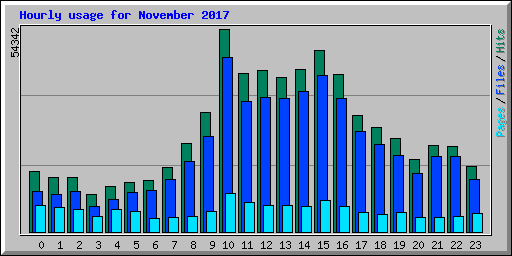 Hourly usage for November 2017
54342
Pages/Files/Hits
0 1 2 3 4 5 6 7 8 9 10 11 12 13 14 15 16 17 18 19 20 21 22 23